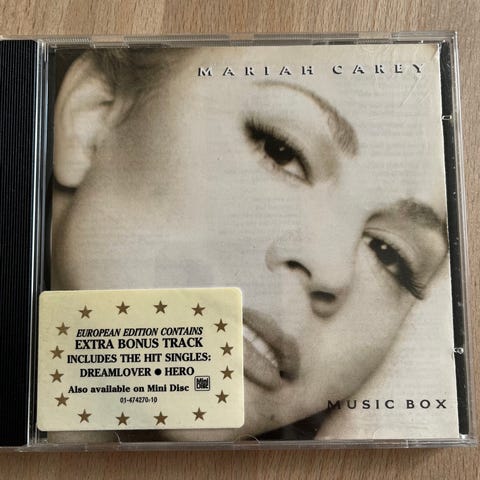 MARIAH CAREY
EUROPEAN EDITION CONTAINS
EXTRA BONUS TRACK
INCLUDES THE HIT SINGLES:
DREAMLOVER ● HERO
Also available on Mini Disc
01-474270-10
MUSIC BOX